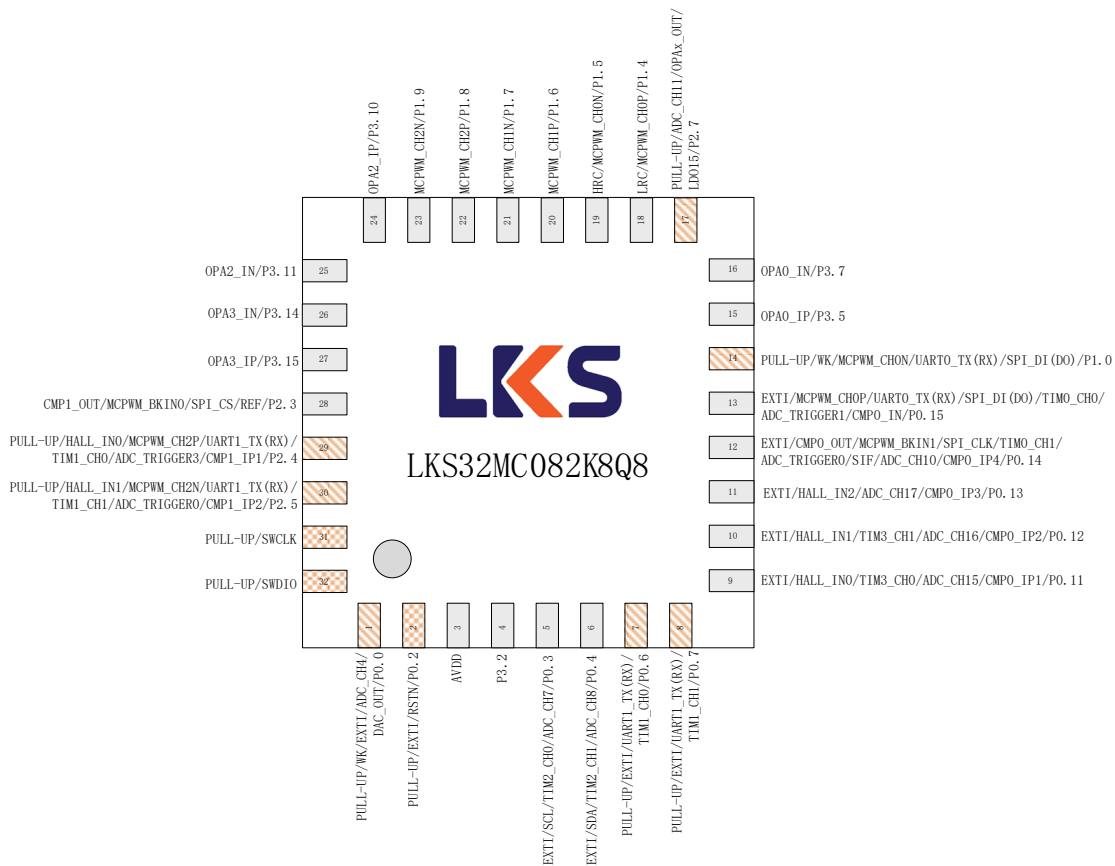 OPA2_IP/P3.10
MCPWM_CH2N/P1.9
MCPWM_CH2P/P1.8
MCPWM_CH1N/P1.7
MCPWM_CH1P/P1.6
HRC/MCPWM_CH0N/P1.5
LRC/MCPWM_CH0P/P1.4
PULL-UP/ADC_CH11/OPAx_OUT/
LDO15/P2.7
24
23
22
21
20
19
18
17
OPA2_IN/P3.11
25
OPA3_IN/P3.14
26
OPA3_IP/P3.15
27
CMP1_OUT/MCPWM_BKIN0/SPI_CS/REF/P2.3
28
PULL-UP/HALL_IN0/MCPWM_CH2P/UART1_TX(RX)/
TIM1_CH0/ADC_TRIGGER3/CMP1_IP1/P2.4
29
PULL-UP/HALL_IN1/MCPWM_CH2N/UART1_TX(RX)/
TIM1_CH1/ADC_TRIGGER0/CMP1_IP2/P2.5
30
PULL-UP/SWCLK
31
PULL-UP/SWDIO
32
LKS
LKS32MC082K8Q8
16
OPA0_IN/P3.7
15
OPA0_IP/P3.5
14
PULL-UP/WK/MCPWM_CH0N/UART0_TX(RX)/SPI_DI(DO)/P1.0
13
EXTI/MCPWM_CH0P/UART0_TX(RX)/SPI_DI(DO)/TIM0_CH0/
ADC_TRIGGER1/CMP0_IN/P0.15
12
EXTI/CMP0_OUT/MCPWM_BKIN1/SPI_CLK/TIM0_CH1/
ADC_TRIGGER0/SIF/ADC_CH10/CMP0_IP4/P0.14
11
EXTI/HALL_IN2/ADC_CH17/CMP0_IP3/P0.13
10
EXTI/HALL_IN1/TIM3_CH1/ADC_CH16/CMP0_IP2/P0.12
9
EXTI/HALL_IN0/TIM3_CH0/ADC_CH15/CMP0_IP1/P0.11
1
2
3
4
5
6
7
8
PULL-UP/WK/EXTI/ADC_CH4/
DAC_OUT/P0.0
PULL-UP/EXTI/RSTN/P0.2
AVDD
P3.2
EXTI/SCL/TIM2_CH0/ADC_CH7/P0.3
EXTI/SDA/TIM2_CH1/ADC_CH8/P0.4
PULL-UP/EXTI/UART1_TX(RX)/
TIM1_CH0/P0.6
PULL-UP/EXTI/UART1_TX(RX)/
TIM1_CH1/P0.7